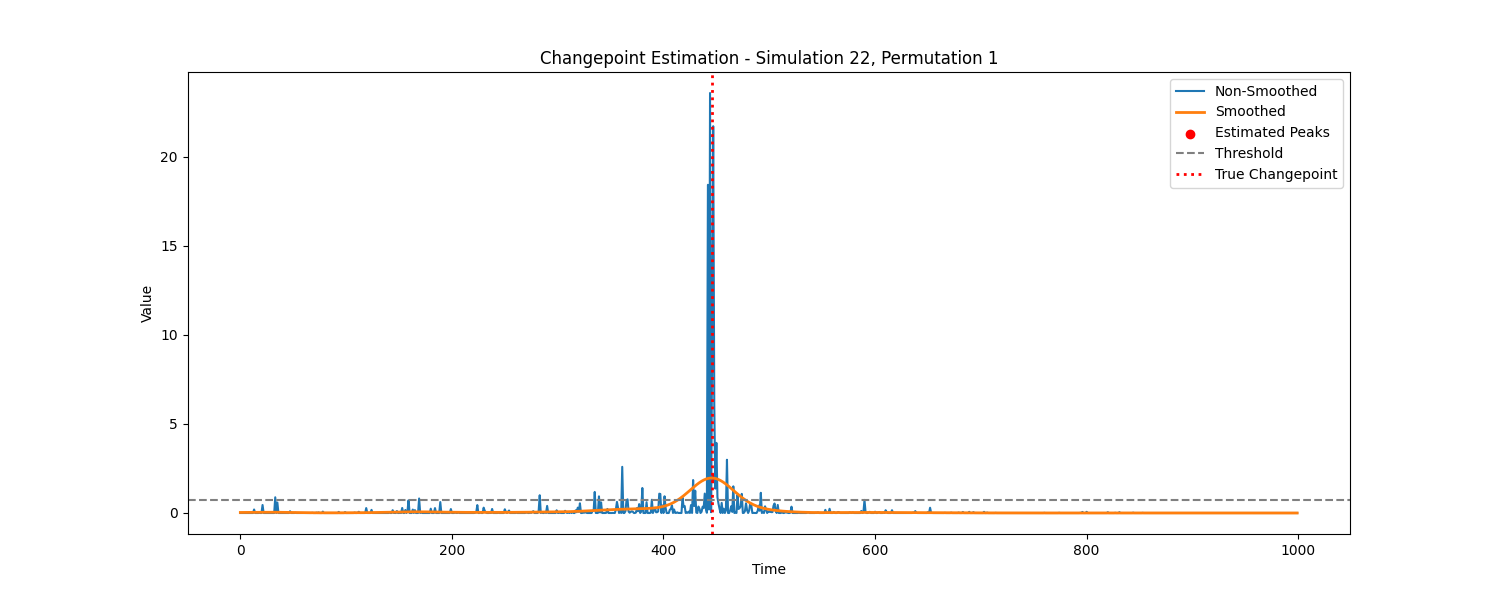 Changepoint Estimation - Simulation 22, Permutation 1
Non-Smoothed
Smoothed
Estimated Peaks
Threshold
True Changepoint
20
15
10
5
0
Value
0 200 400 600 800 1000
Time